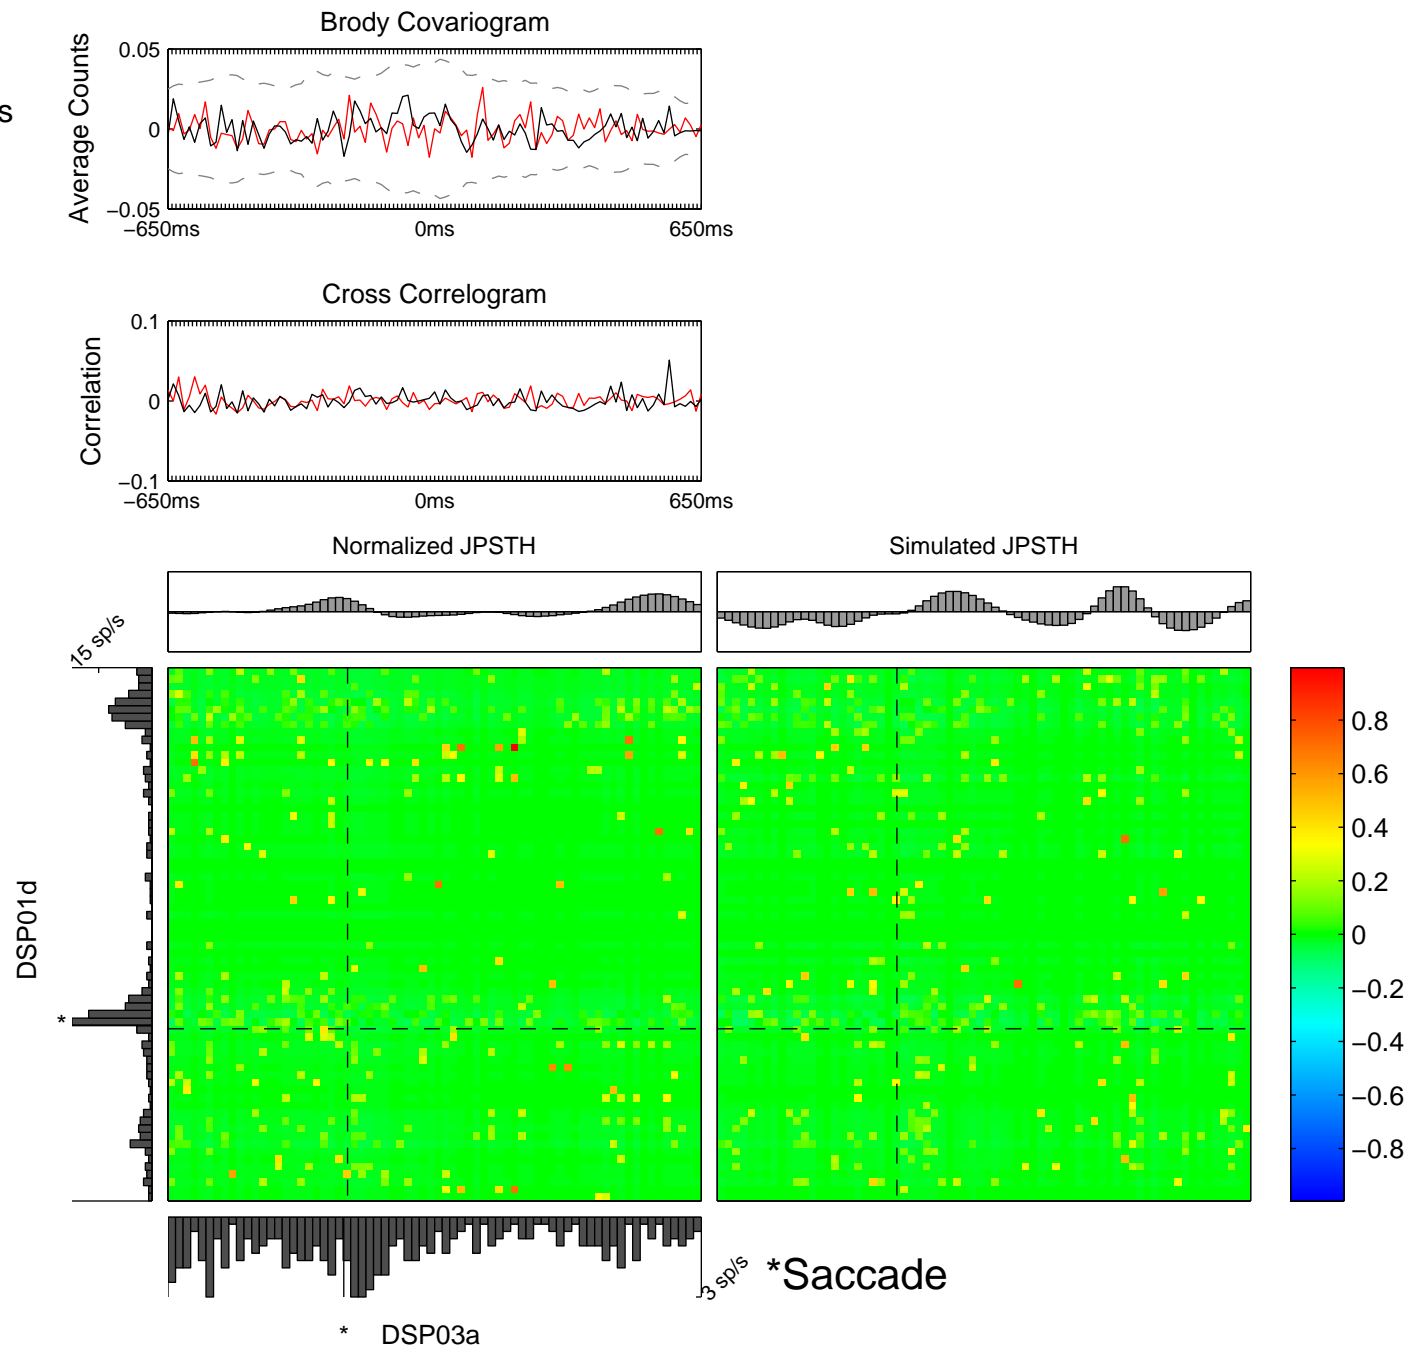 Brody Covariogram
s
Average Counts
0.05
0
−0.05
−650ms
0ms
650ms
Cross Correlogram
Correlation
0.1
0
−0.1
−650ms
0ms
650ms
Normalized JPSTH
Simulated JPSTH
15 sp/s
DSP01d
*
0.8
0.6
0.4
0.2
0
−0.2
−0.4
−0.6
−0.8
3 sp/s
*Saccade
*
DSP03a